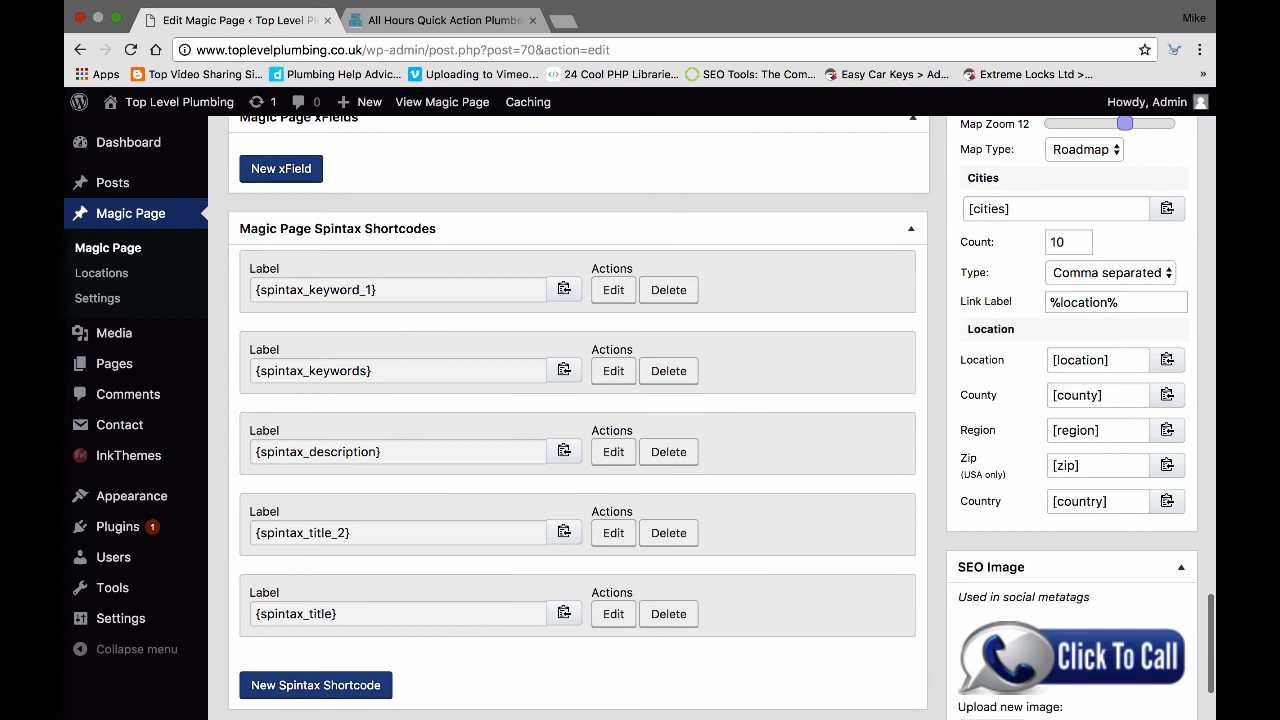 Edit Magic Page ‹ Top Level Pl
All Hours Quick Action Plumbe
Mike
www.toplevelplumbing.co.uk/wp-admin/post.php?post=70&action=edit
Apps
Top Video Sharing Si...
Plumbing Help Advic...
Uploading to Vimeo...
24 Cool PHP Librarie...
SEO Tools: The Com...
Easy Car Keys > Ad...
Extreme Locks Ltd >...
»
Top Level Plumbing
1
0
New
View Magic Page
Caching
Howdy, Admin
Dashboard
Posts
Magic Page
Magic Page
Locations
Settings
Media
Pages
Comments
Contact
InkThemes
Appearance
Plugins 1
Users
Tools
Settings
Collapse menu
Magic Page xFields
New xField
Magic Page Spintax Shortcodes
Label
Actions
{spintax_keyword_1}
Edit
Delete
Label
Actions
{spintax_keywords}
Edit
Delete
Label
Actions
{spintax_description}
Edit
Delete
Label
Actions
{spintax_title_2}
Edit
Delete
Label
Actions
{spintax_title}
Edit
Delete
New Spintax Shortcode
Map Zoom 12
Map Type:
Roadmap
Cities
[cities]
Count:
10
Type:
Comma separated
Link Label
%location%
Location
Location
[location]
County
[county]
Region
[region]
Zip
(USA only)
[zip]
Country
[country]
SEO Image
Used in social metatags
Click To Call
Upload new image: